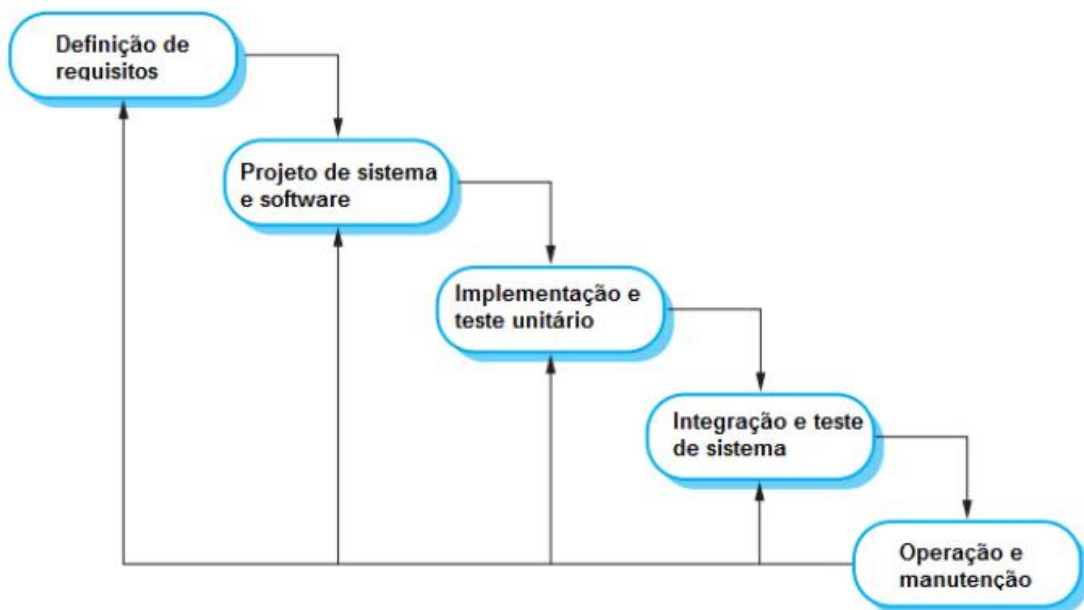 Definição de
requisitos
Projeto de sistema
e software
Implementação e
teste unitário
Integração e teste
de sistema
Operação e
manutenção